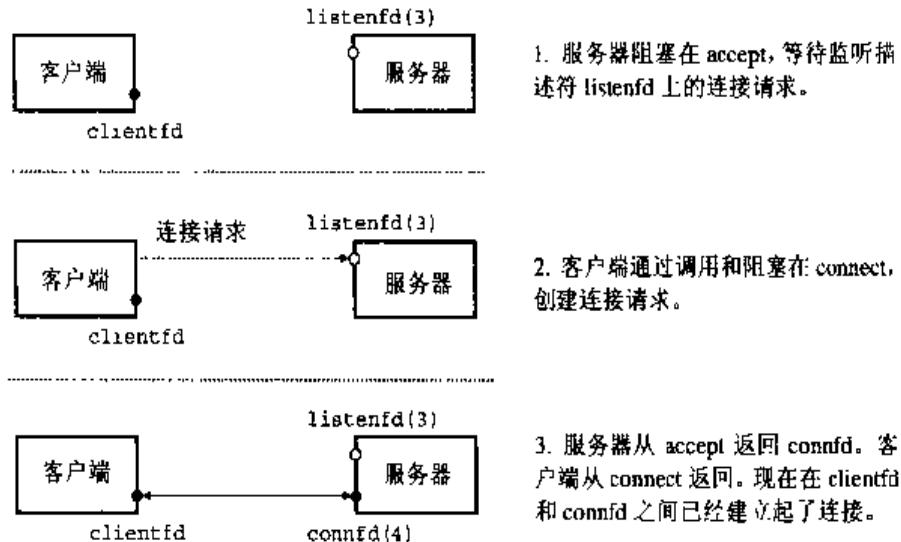 listenfd(3)
客户端
服务器
clientfd
1. 服务器阻塞在 accept，等待监听描
述符 listenfd 上的连接请求。
连接请求
listenfd(3)
客户端
服务器
clientfd
2. 客户端通过调用和阻塞在 connect，
创建连接请求。
listenfd(3)
客户端
服务器
clientfd
connfd(4)
3. 服务器从 accept 返回 connfd。客
户端从 connect 返回。现在在 clientfd
和 connfd 之间已经建立起了连接。